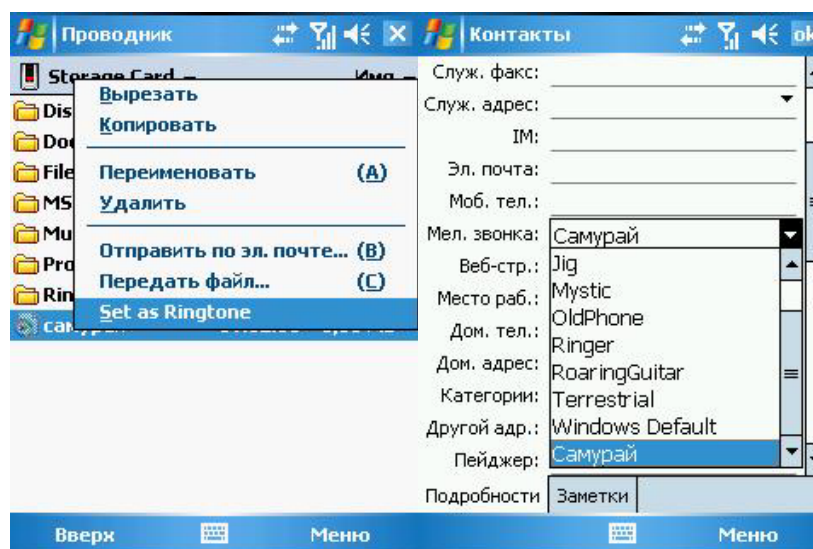 Проводник
Storage Card
Имя
Dis
Вырезать
Копировать
File
Переименовать (A)
MS
Удалить
Mu
Отправить по эл. почте... (B)
Pro
Передать файл... (C)
Rin
Set as Ringtone
Вверх Меню
Контакты ok
Служ. факс:
Служ. адрес:
IM:
Эл. почта:
Моб. тел.:
Мел. звонка: Самурай
Веб-стр.: Jig
Место раб.: Mystic
OldPhone
Дом. тел.: Ringer
Дом. адрес: RoaringGuitar
Категории: Terrestrial
Другой адр.: Windows Default
Пейджер: Самурай
Подробности Заметки
Меню